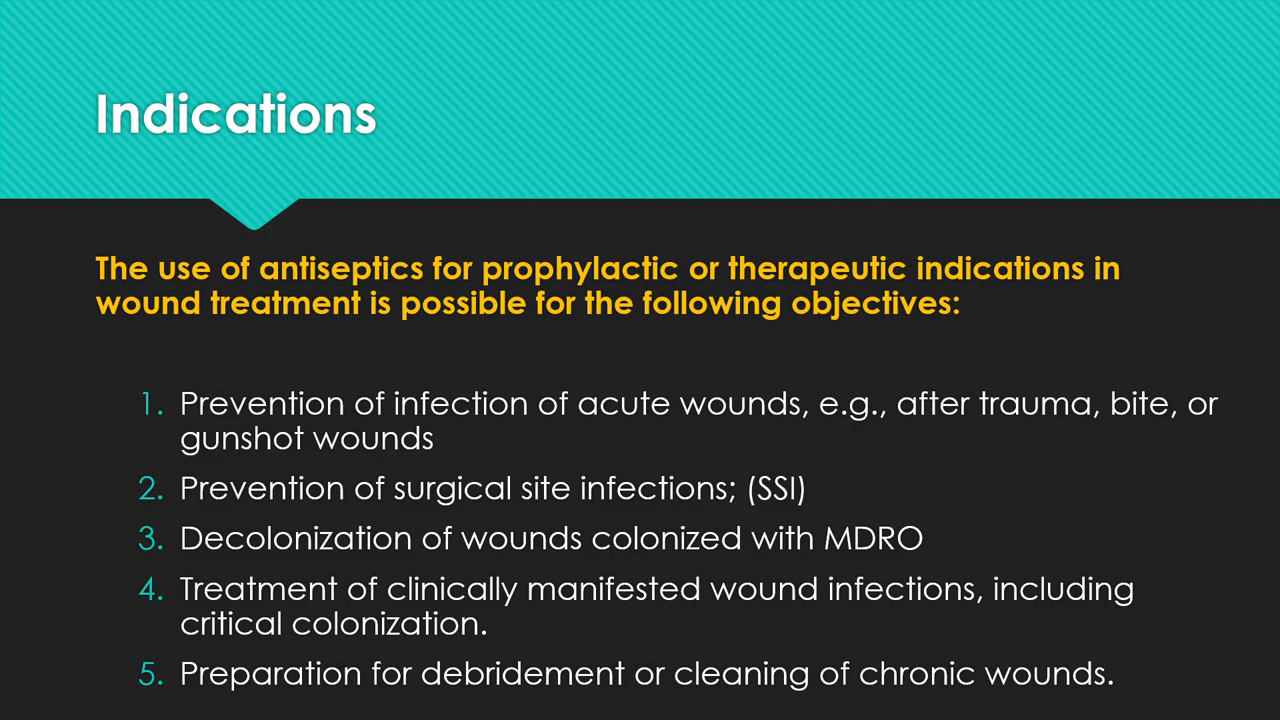 Indications
The use of antiseptics for prophylactic or therapeutic indications in
wound treatment is possible for the following objectives:
1. Prevention of infection of acute wounds, e.g., after trauma, bite, or
gunshot wounds
2. Prevention of surgical site infections; (SSI)
3. Decolonization of wounds colonized with MDRO
4. Treatment of clinically manifested wound infections, including
critical colonization.
5. Preparation for debridement or cleaning of chronic wounds.